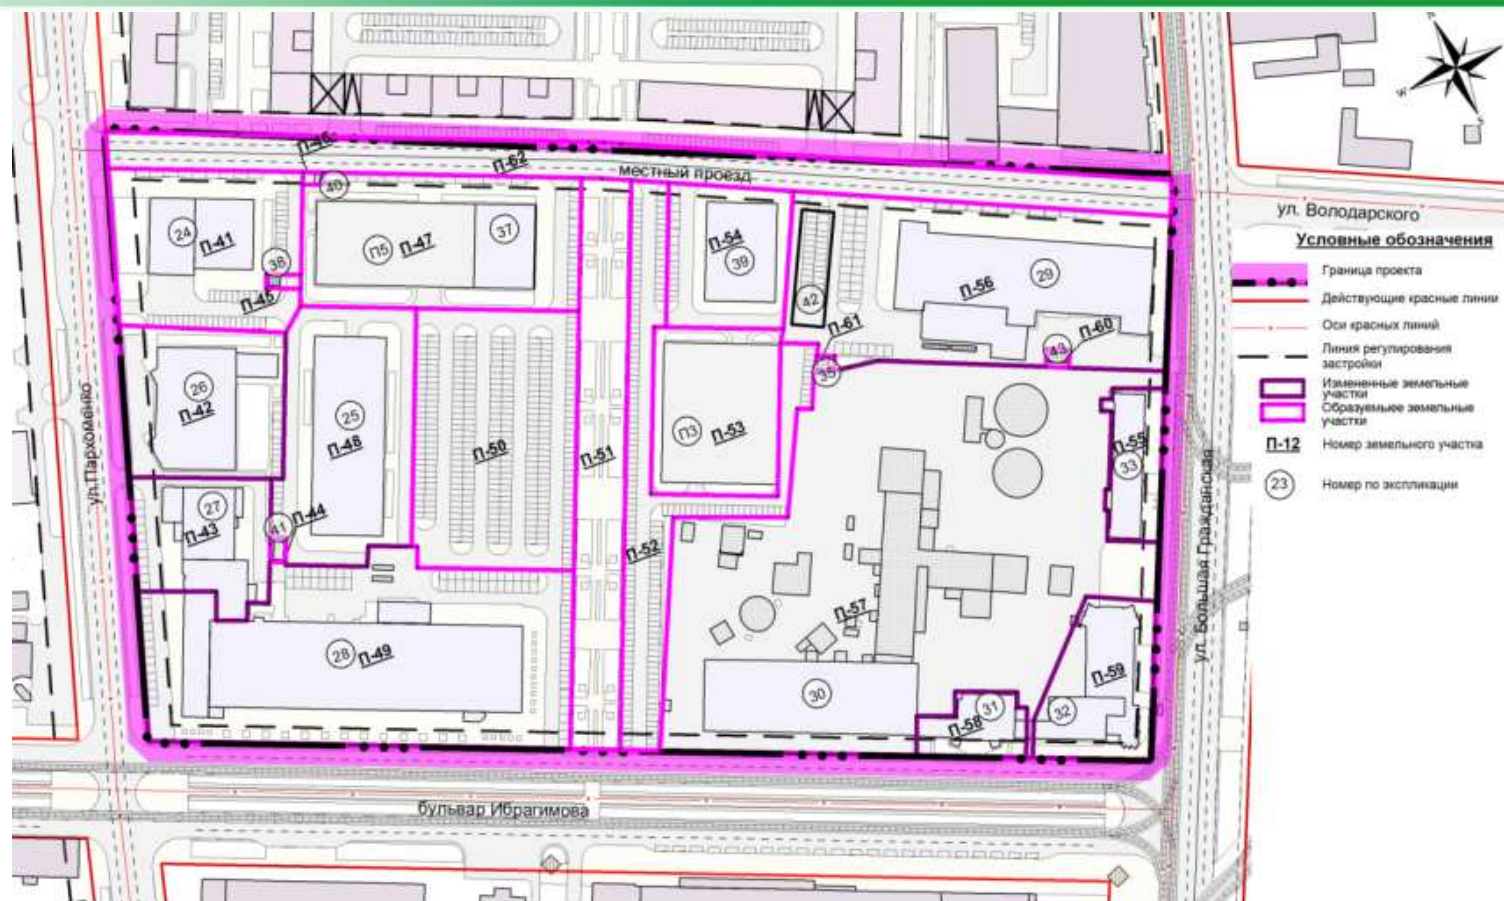 П-46
П-62
местный проезд
40
24
П-41
П5
П-47
37
38
П-45
П-54
39
42
29
П-56
П-61
П-60
43
35
26
П-42
25
П-48
П-50
П-51
П3
П-53
П-55
33
27
П-43
41
П-44
П-52
П-57
28
П-49
30
31
П-58
32
П-59
ул.Пархоменко
ул. Большая Гражданская
бульвар Ибрагимова
ул. Володарского
Условные обозначения
Граница проекта
Действующие красные линии
Оси красных линий
Линия регулирования
застройки
Измененные земельные
участки
Образуемыее земельные
участки
П-12
Номер земельного участка
23
Номер по экспликации